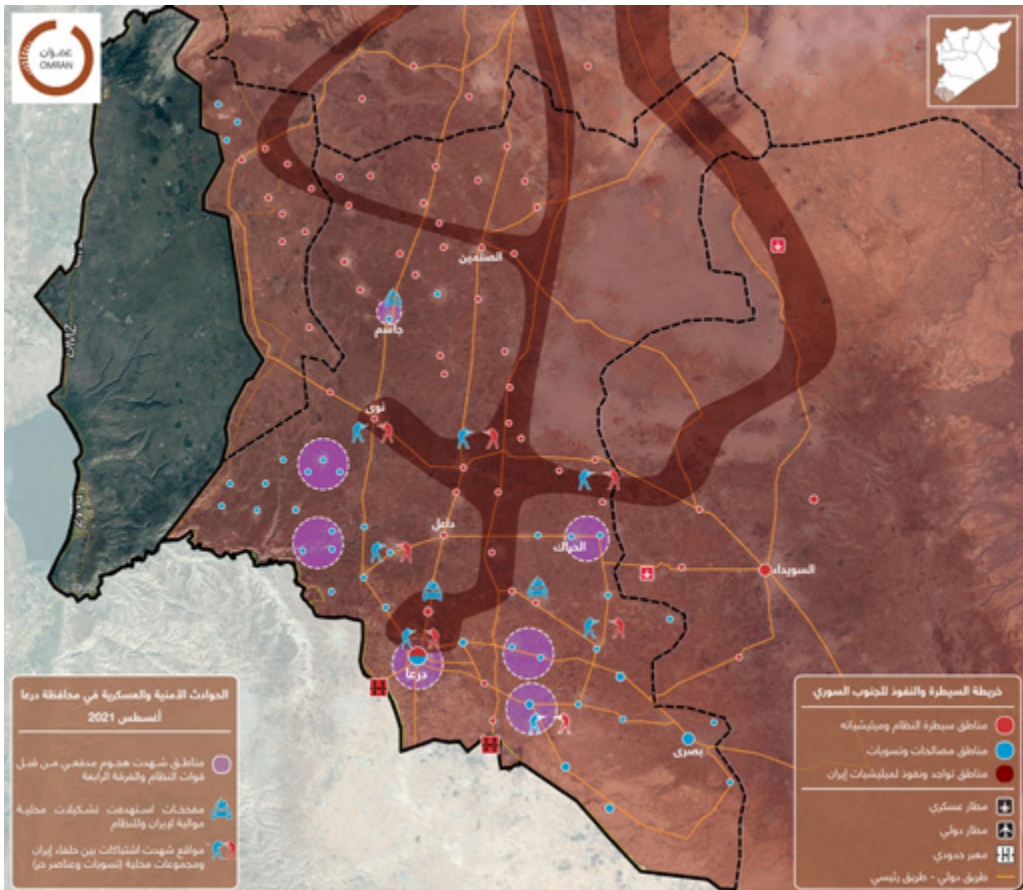 عمران
OMRAN
الصنمين
جاسم
نوى
داعل
الحراك
السويداء
درعا
بصرى
الحوادث الأمنية والعسكرية في محافظة درعا
أغسطس 2021
مناطق شهدت هجوم مدفعي من قبل
قوات النظام والفرقة الرابعة
مفخخات استهدفت تشكيلات محلية
موالية لإيران وللنظام
مواقع شهدت اشتباكات بين حلفاء إيران
ومجموعات محلية (تسويات وعناصر حر)
خريطة السيطرة والنفوذ للجنوب السوري
مناطق سيطرة النظام وميليشياته
مناطق مصالحات وتسويات
مناطق تواجد ونفوذ لميليشيات إيران
مطار عسكري
مطار دولي
معبر حدودي
طريق دولي - طريق رئيسي